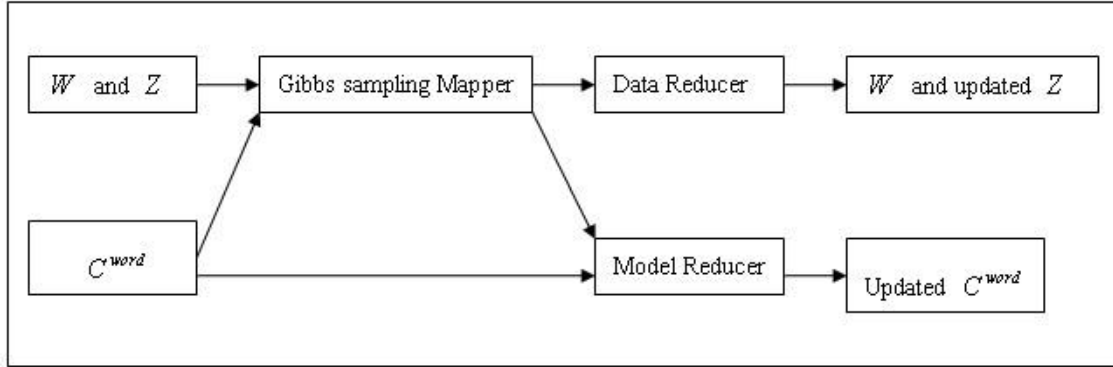 W and Z
Gibbs sampling Mapper
Data Reducer
W and updated Z
C^word
Model Reducer
Updated C^word